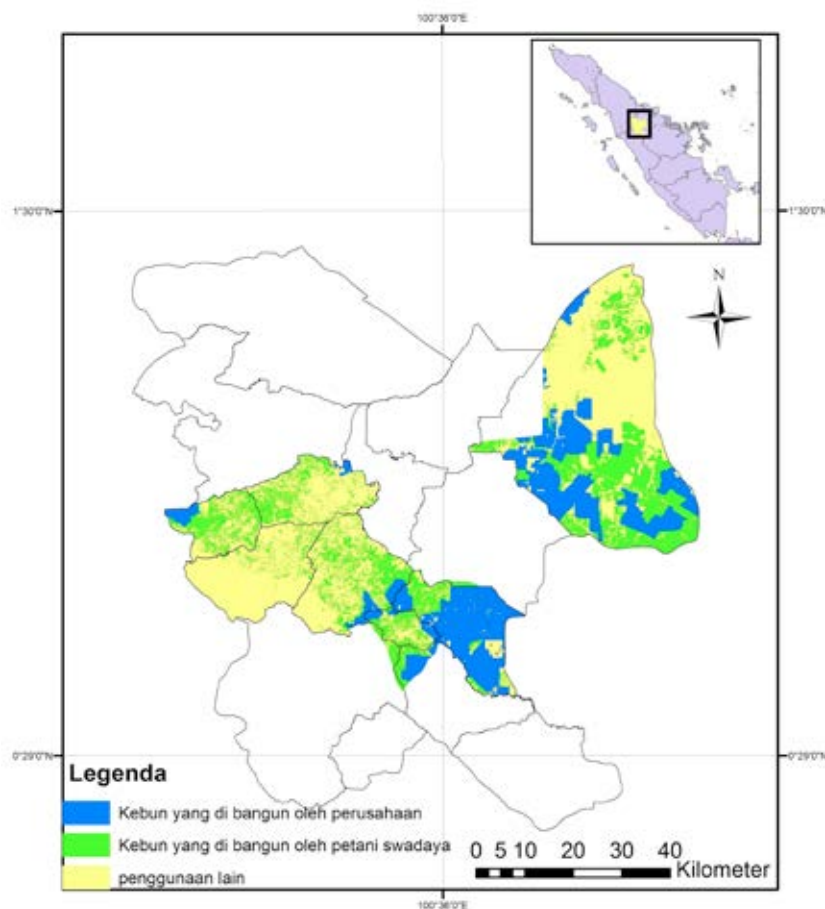 100°36'0"E
1°30'0"N
1°30'0"N
N
0°29'0"N
0°29'0"N
Legenda
Kebun yang di bangun oleh perusahaan
Kebun yang di bangun oleh petani swadaya
penggunaan lain
0 5 10 20 30 40
Kilometer
100°36'0"E